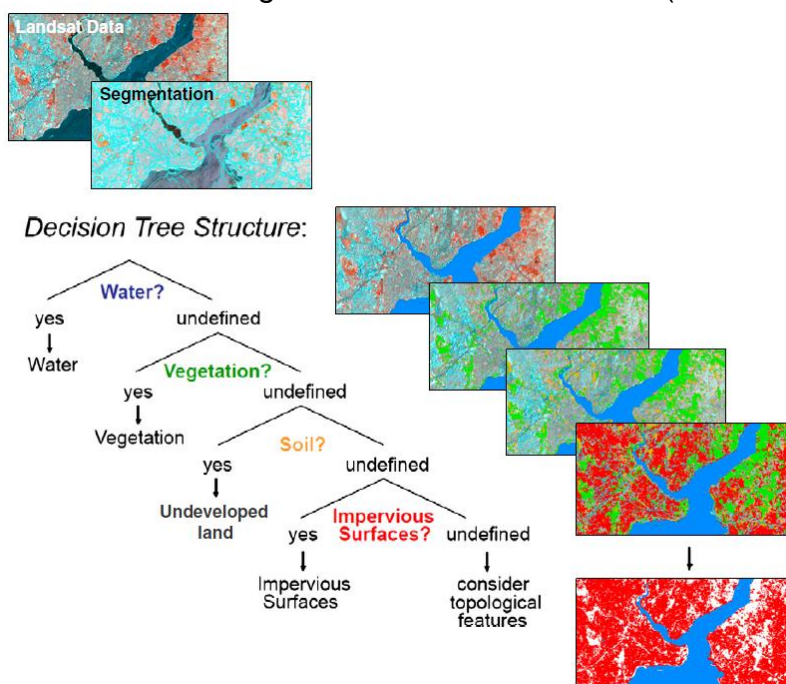 Landsat Data
Segmentation
Decision Tree Structure:
Water?
yes
undefined
Water
Vegetation?
yes
undefined
Vegetation
Soil?
yes
undefined
Undeveloped
land
Impervious
Surfaces?
yes
undefined
Impervious
Surfaces
consider
topological
features